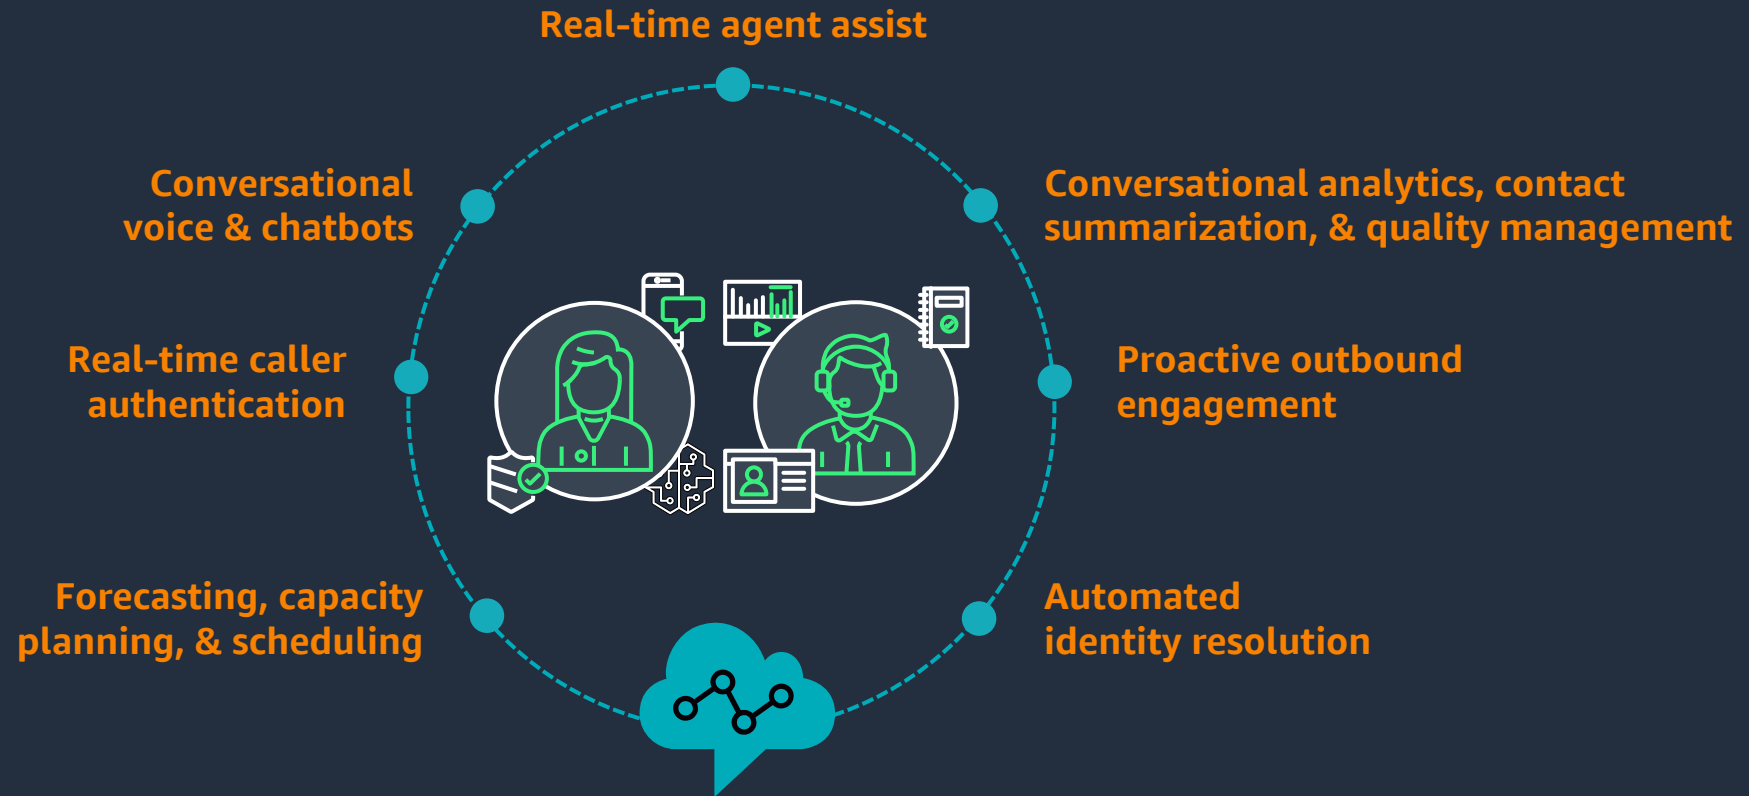 Real-time agent assist
Conversational
voice & chatbots
Conversational analytics, contact
summarization, & quality management
Real-time caller
authentication
Proactive outbound
engagement
Forecasting, capacity
planning, & scheduling
Automated
identity resolution